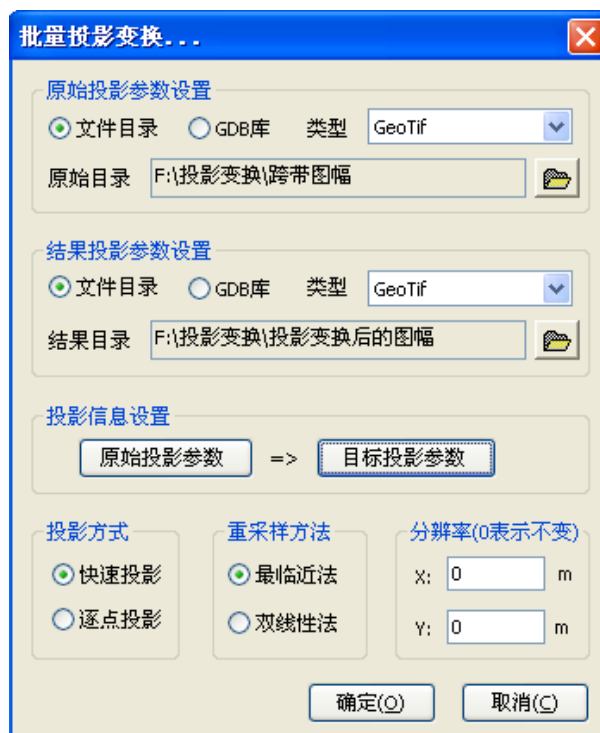 批量投影变换...
原始投影参数设置
文件目录 GDB库 类型 GeoTif
原始目录 F:\投影变换\跨带图幅
结果投影参数设置
文件目录 GDB库 类型 GeoTif
结果目录 F:\投影变换\投影变换后的图幅
投影信息设置
原始投影参数 => 目标投影参数
投影方式 重采样方法 分辨率(0表示不变)
快速投影 最临近法 X: 0 m
逐点投影 双线性法 Y: 0 m
确定(O) 取消(C)